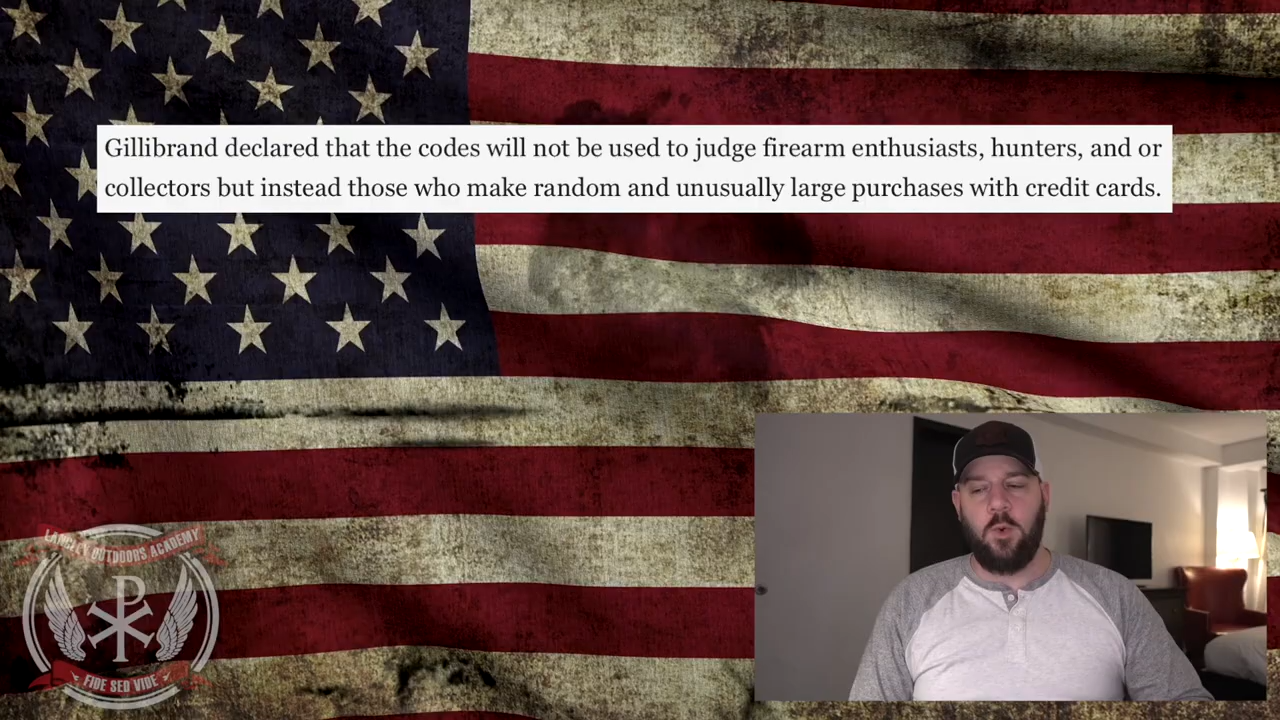 Gillibrand declared that the codes will not be used to judge firearm enthusiasts, hunters, and or
collectors but instead those who make random and unusually large purchases with credit cards.
LANGLEY OUTDOORS ACADEMY
FIDE SED VIDE